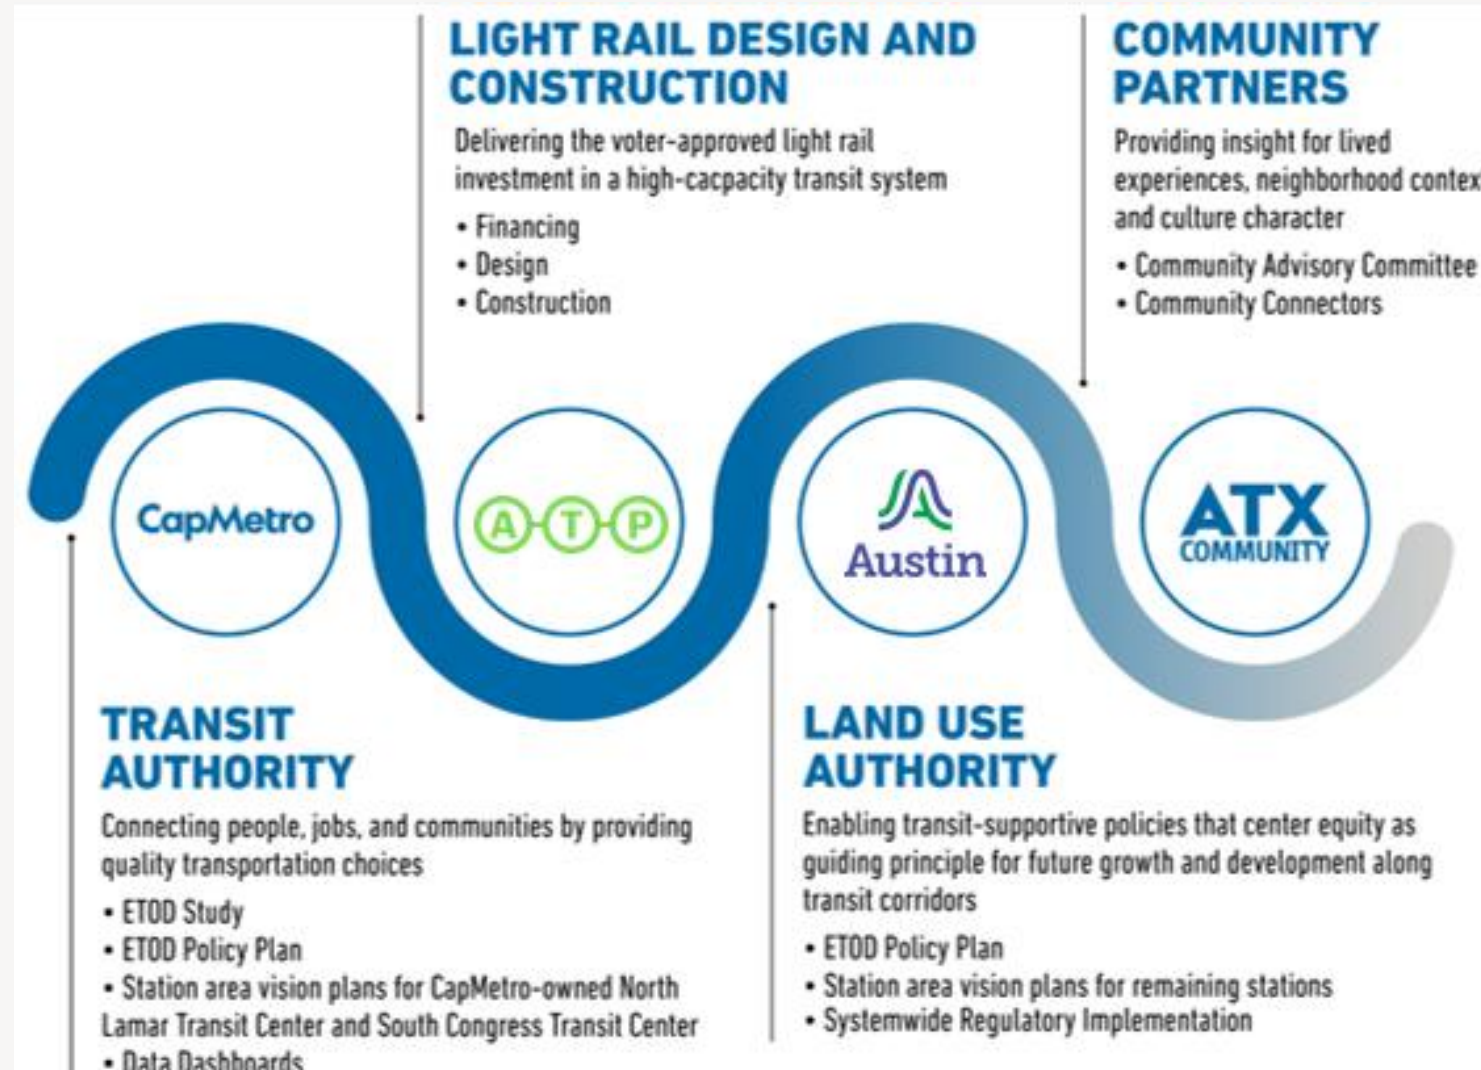 LIGHT RAIL DESIGN AND
CONSTRUCTION
Delivering the voter-approved light rail
investment in a high-cacpacity transit system
• Financing
• Design
• Construction
COMMUNITY
PARTNERS
Providing insight for lived
experiences, neighborhood contex
and culture character
• Community Advisory Committee
• Community Connectors
CapMetro
A-T-P
Austin
ATX
COMMUNITY
TRANSIT
AUTHORITY
Connecting people, jobs, and communities by providing
quality transportation choices
• ETOD Study
• ETOD Policy Plan
• Station area vision plans for CapMetro-owned North
Lamar Transit Center and South Congress Transit Center
• Data Dashboards
LAND USE
AUTHORITY
Enabling transit-supportive policies that center equity as
guiding principle for future growth and development along
transit corridors
• ETOD Policy Plan
• Station area vision plans for remaining stations
• Systemwide Regulatory Implementation